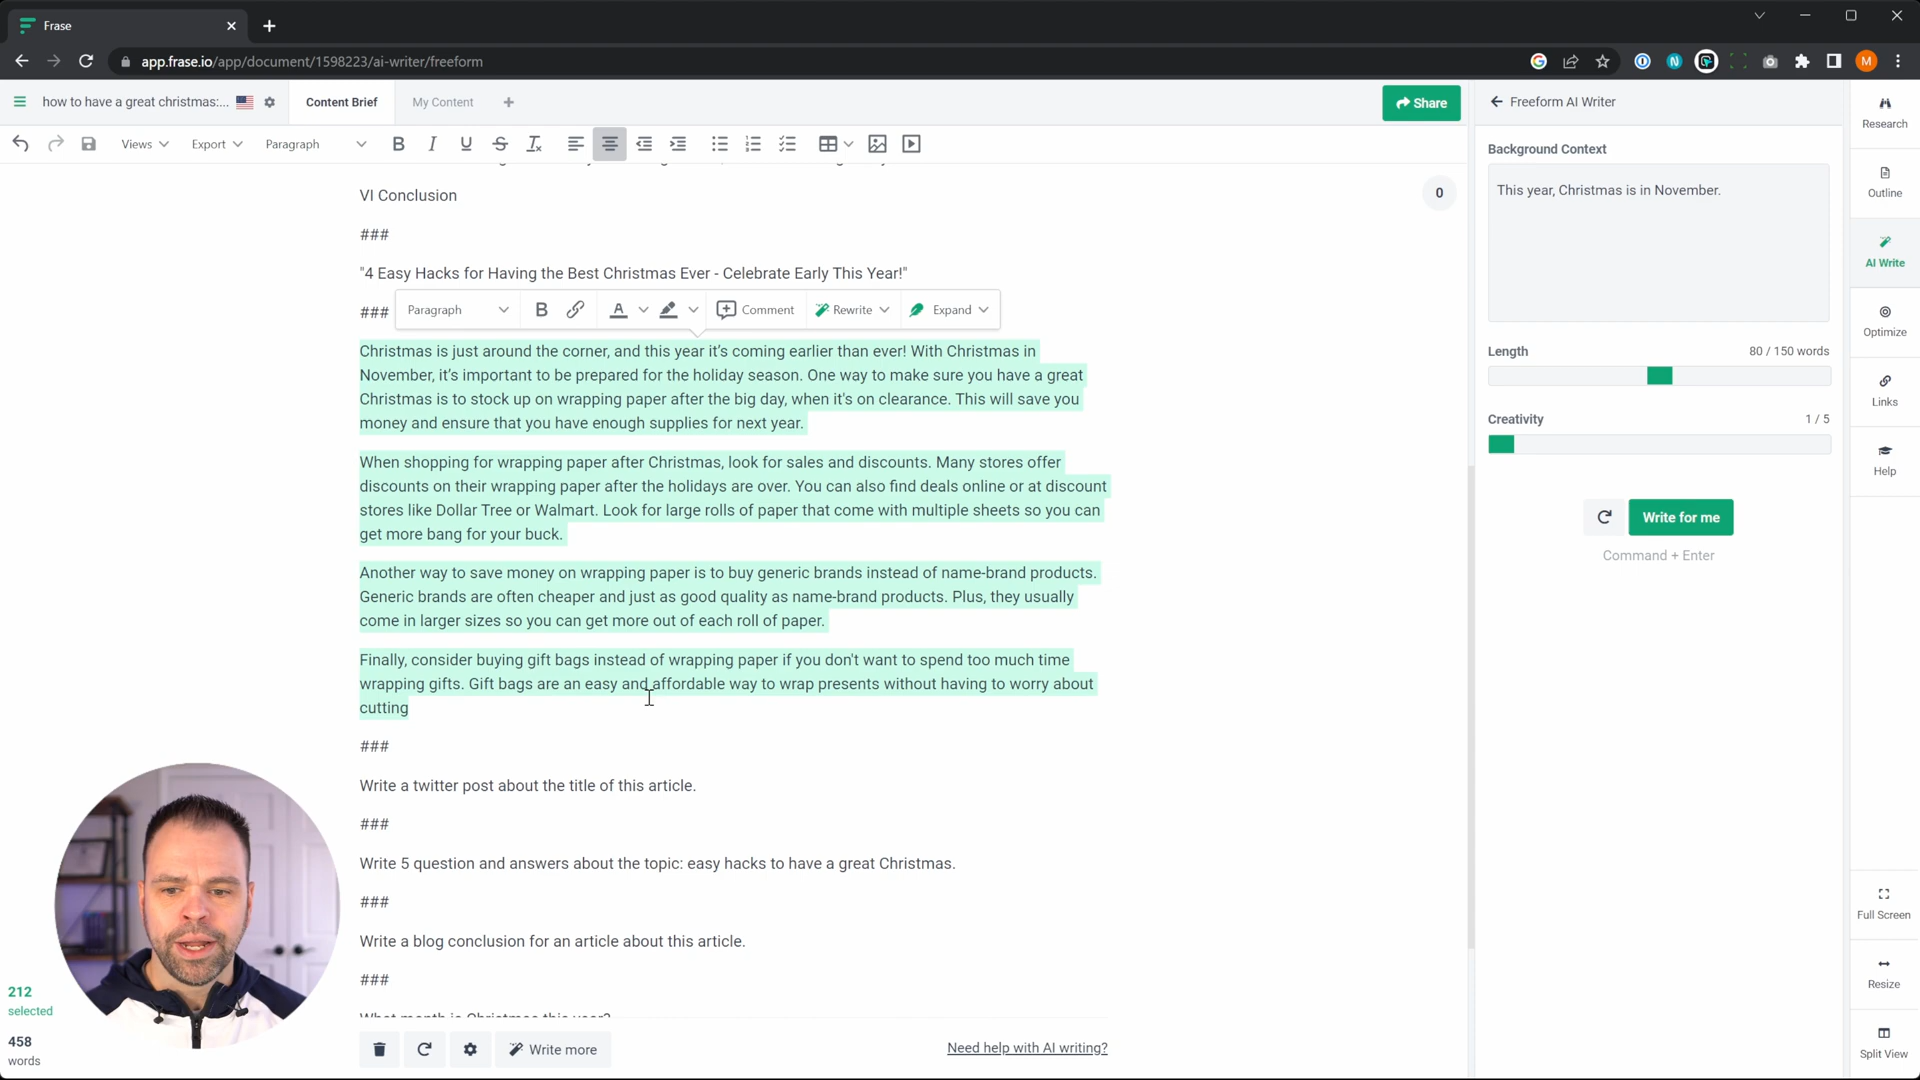 Frase
app.frase.io/app/document/1598223/ai-writer/freeform
M
how to have a great christmas:...
Content Brief
My Content
Share
Freeform AI Writer
Research
Views
Export
Paragraph
Background Context
This year, Christmas is in November.
Outline
VI Conclusion
0
###
"4 Easy Hacks for Having the Best Christmas Ever - Celebrate Early This Year!"
AI Write
###
Paragraph
B
A
Comment
Rewrite
Expand
Optimize
Christmas is just around the corner, and this year it's coming earlier than ever! With Christmas in
November, it's important to be prepared for the holiday season. One way to make sure you have a great
Christmas is to stock up on wrapping paper after the big day, when it's on clearance. This will save you
money and ensure that you have enough supplies for next year.
Length
80 / 150 words
Links
Creativity
1 / 5
When shopping for wrapping paper after Christmas, look for sales and discounts. Many stores offer
discounts on their wrapping paper after the holidays are over. You can also find deals online or at discount
stores like Dollar Tree or Walmart. Look for large rolls of paper that come with multiple sheets so you can
get more bang for your buck.
Help
Write for me
Command + Enter
Another way to save money on wrapping paper is to buy generic brands instead of name-brand products.
Generic brands are often cheaper and just as good quality as name-brand products. Plus, they usually
come in larger sizes so you can get more out of each roll of paper.
Finally, consider buying gift bags instead of wrapping paper if you don't want to spend too much time
wrapping gifts. Gift bags are an easy and affordable way to wrap presents without having to worry about
cutting
###
Write a twitter post about the title of this article.
###
Write 5 question and answers about the topic: easy hacks to have a great Christmas.
###
Write a blog conclusion for an article about this article.
###
What month is Christmas this year?
212
selected
458
words
Write more
Need help with AI writing?
Full Screen
Resize
Split View